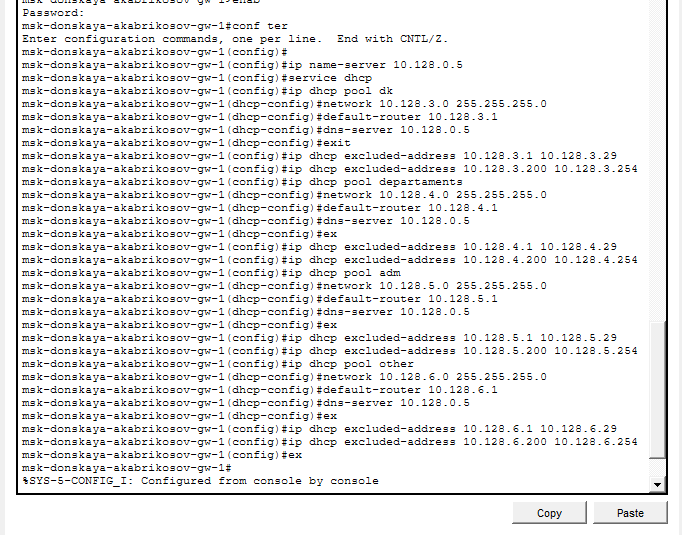 msk-donskaya-akabrikosov-gw-1>enab
Password:
msk-donskaya-akabrikosov-gw-1#conf ter
Enter configuration commands, one per line.  End with CNTL/Z.
msk-donskaya-akabrikosov-gw-1(config)#
msk-donskaya-akabrikosov-gw-1(config)#ip name-server 10.128.0.5
msk-donskaya-akabrikosov-gw-1(config)#service dhcp
msk-donskaya-akabrikosov-gw-1(config)#ip dhcp pool dk
msk-donskaya-akabrikosov-gw-1(dhcp-config)#network 10.128.3.0 255.255.255.0
msk-donskaya-akabrikosov-gw-1(dhcp-config)#default-router 10.128.3.1
msk-donskaya-akabrikosov-gw-1(dhcp-config)#dns-server 10.128.0.5
msk-donskaya-akabrikosov-gw-1(dhcp-config)#exit
msk-donskaya-akabrikosov-gw-1(config)#ip dhcp excluded-address 10.128.3.1 10.128.3.29
msk-donskaya-akabrikosov-gw-1(config)#ip dhcp excluded-address 10.128.3.200 10.128.3.254
msk-donskaya-akabrikosov-gw-1(config)#ip dhcp pool departaments
msk-donskaya-akabrikosov-gw-1(dhcp-config)#network 10.128.4.0 255.255.255.0
msk-donskaya-akabrikosov-gw-1(dhcp-config)#default-router 10.128.4.1
msk-donskaya-akabrikosov-gw-1(dhcp-config)#dns-server 10.128.0.5
msk-donskaya-akabrikosov-gw-1(dhcp-config)#ex
msk-donskaya-akabrikosov-gw-1(config)#ip dhcp excluded-address 10.128.4.1 10.128.4.29
msk-donskaya-akabrikosov-gw-1(config)#ip dhcp excluded-address 10.128.4.200 10.128.4.254
msk-donskaya-akabrikosov-gw-1(config)#ip dhcp pool adm
msk-donskaya-akabrikosov-gw-1(dhcp-config)#network 10.128.5.0 255.255.255.0
msk-donskaya-akabrikosov-gw-1(dhcp-config)#default-router 10.128.5.1
msk-donskaya-akabrikosov-gw-1(dhcp-config)#dns-server 10.128.0.5
msk-donskaya-akabrikosov-gw-1(dhcp-config)#ex
msk-donskaya-akabrikosov-gw-1(config)#ip dhcp excluded-address 10.128.5.1 10.128.5.29
msk-donskaya-akabrikosov-gw-1(config)#ip dhcp excluded-address 10.128.5.200 10.128.5.254
msk-donskaya-akabrikosov-gw-1(config)#ip dhcp pool other
msk-donskaya-akabrikosov-gw-1(dhcp-config)#network 10.128.6.0 255.255.255.0
msk-donskaya-akabrikosov-gw-1(dhcp-config)#default-router 10.128.6.1
msk-donskaya-akabrikosov-gw-1(dhcp-config)#dns-server 10.128.0.5
msk-donskaya-akabrikosov-gw-1(dhcp-config)#ex
msk-donskaya-akabrikosov-gw-1(config)#ip dhcp excluded-address 10.128.6.1 10.128.6.29
msk-donskaya-akabrikosov-gw-1(config)#ip dhcp excluded-address 10.128.6.200 10.128.6.254
msk-donskaya-akabrikosov-gw-1(config)#ex
msk-donskaya-akabrikosov-gw-1#
%SYS-5-CONFIG_I: Configured from console by console
Copy Paste